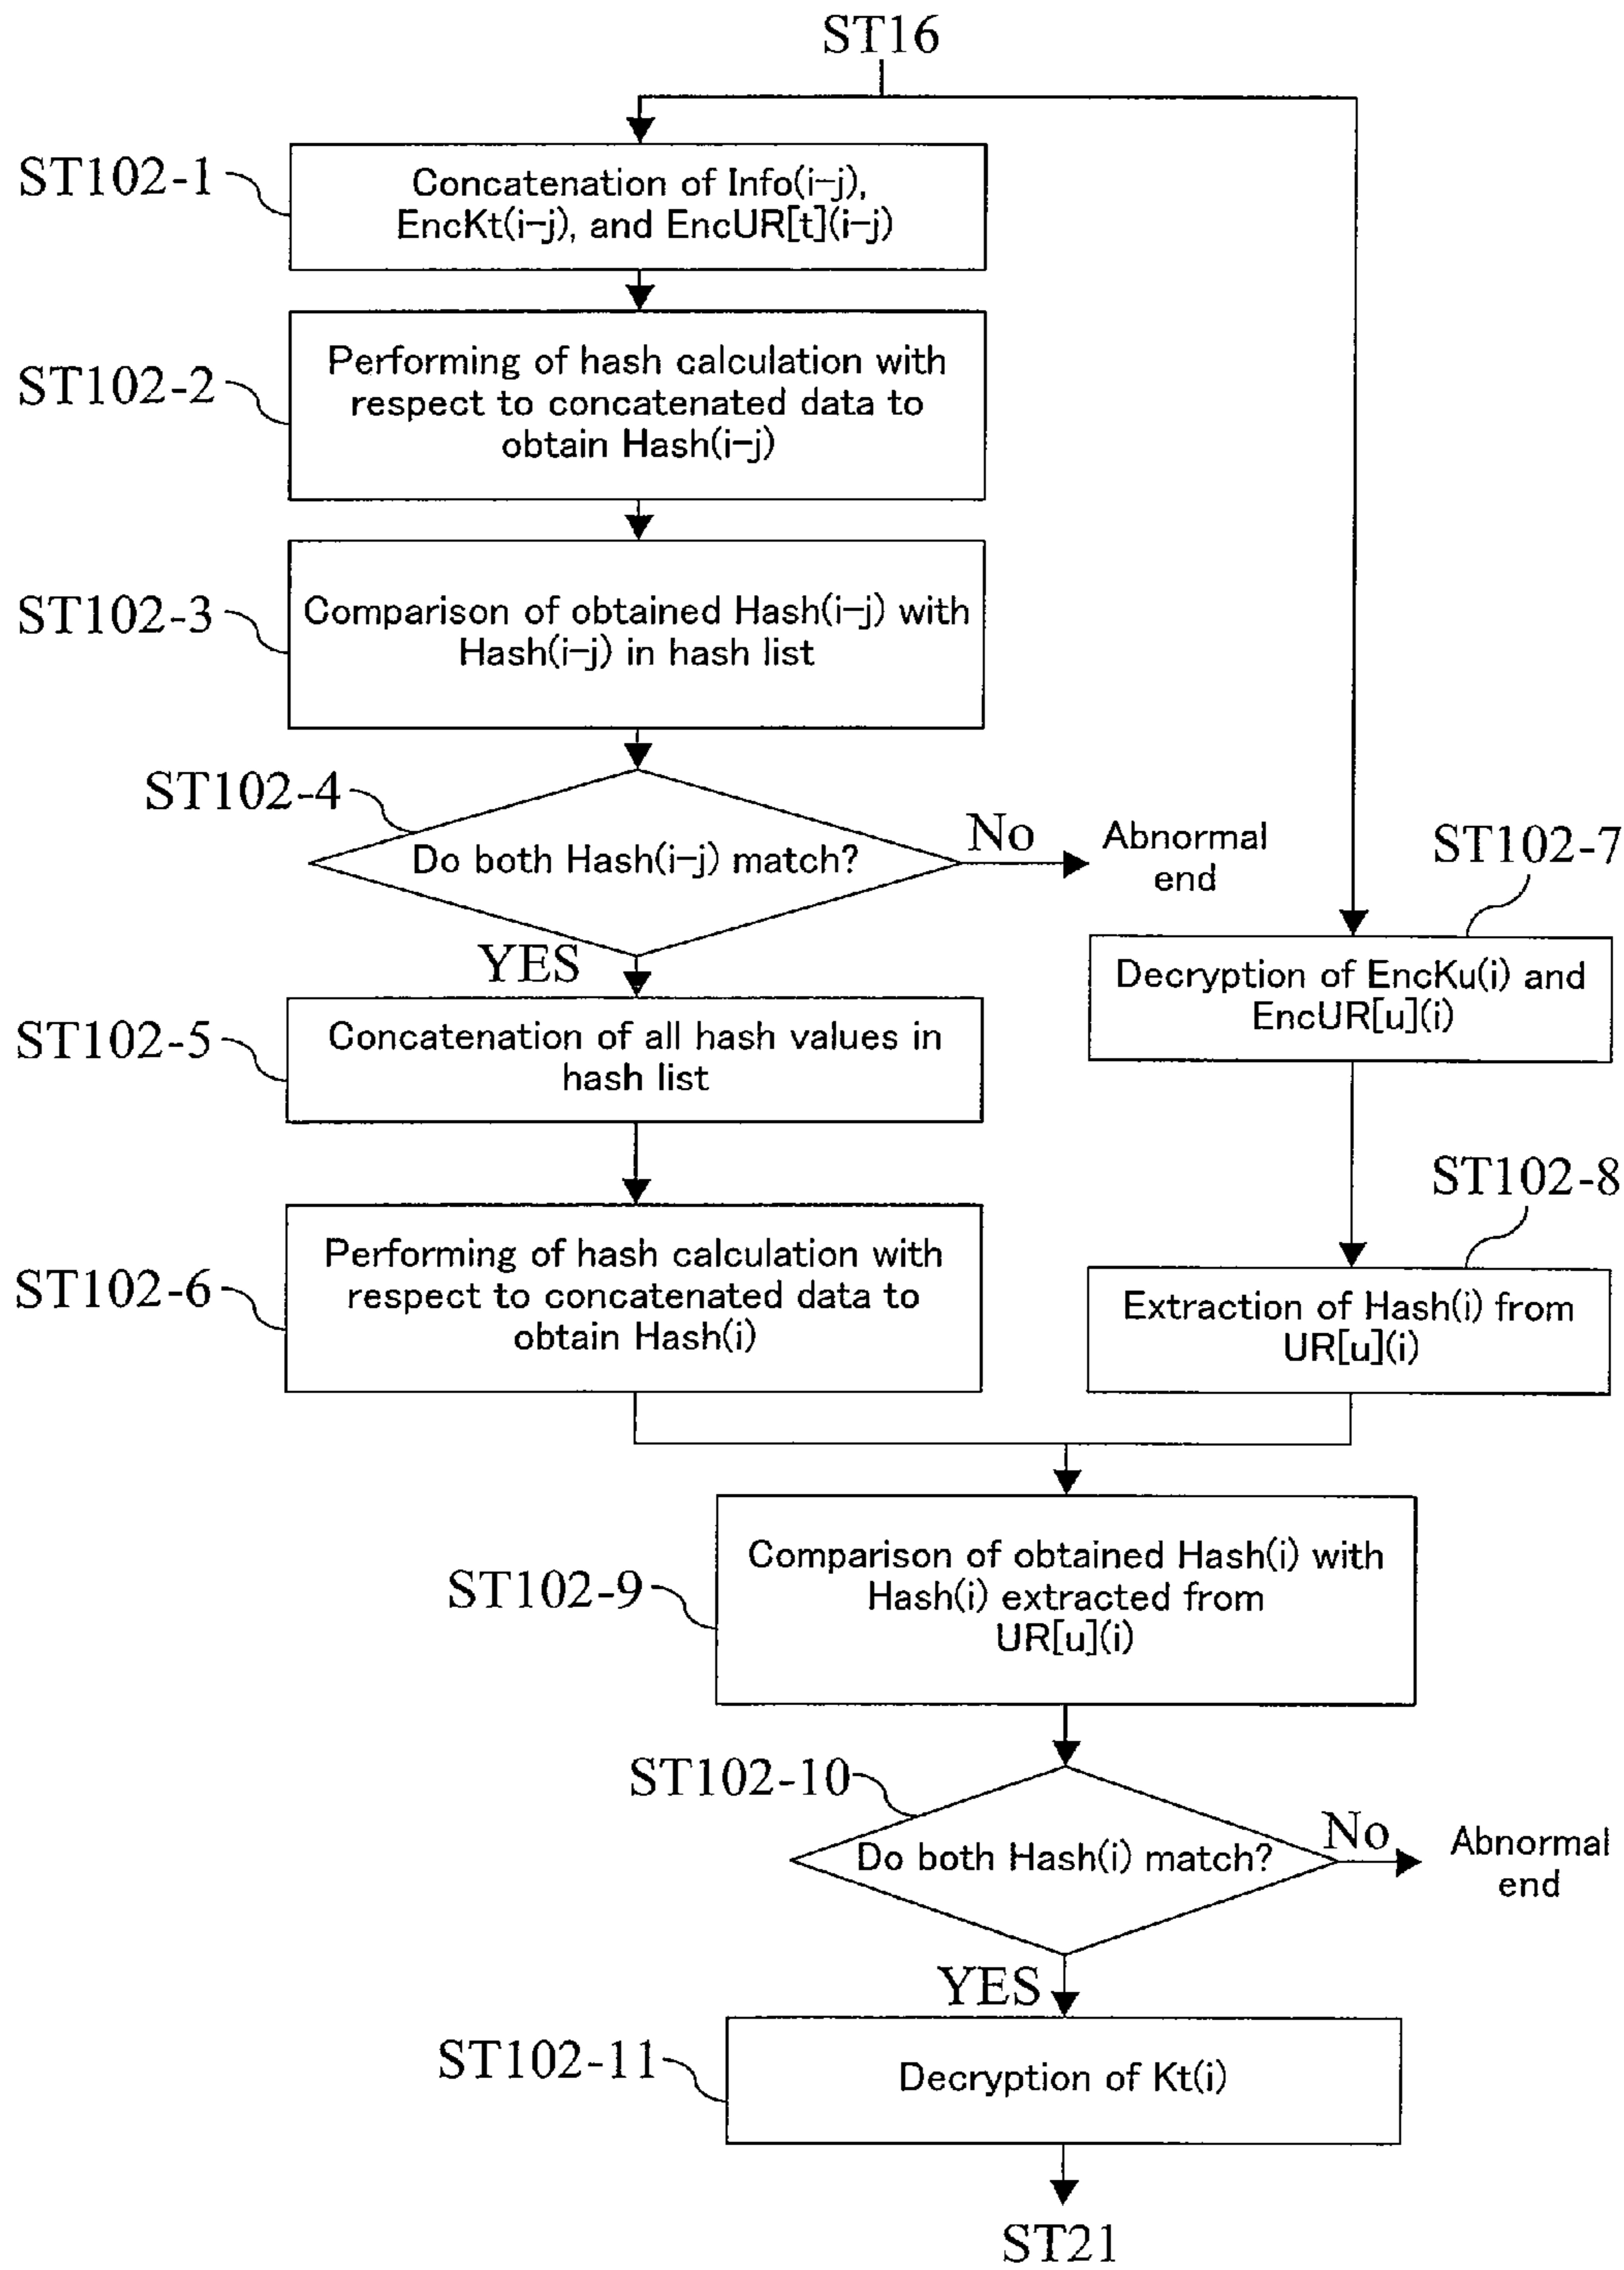 ST16
ST102-1
Concatenation of Info(i-j),
EncKt(i-j), and EncUR[t](i-j)
ST102-2
Performing of hash calculation with
respect to concatenated data to
obtain Hash(i-j)
ST102-3
Comparison of obtained Hash(i-j) with
Hash(i-j) in hash list
ST102-4
Do both Hash(i-j) match?
No
Abnormal
end
YES
ST102-7
Decryption of EncKu(i) and
EncUR[u](i)
ST102-5
Concatenation of all hash values in
hash list
ST102-8
Extraction of Hash(i) from
UR[u](i)
ST102-6
Performing of hash calculation with
respect to concatenated data to
obtain Hash(i)
ST102-9
Comparison of obtained Hash(i) with
Hash(i) extracted from
UR[u](i)
ST102-10
Do both Hash(i) match?
No
Abnormal
end
YES
ST102-11
Decryption of Kt(i)
ST21